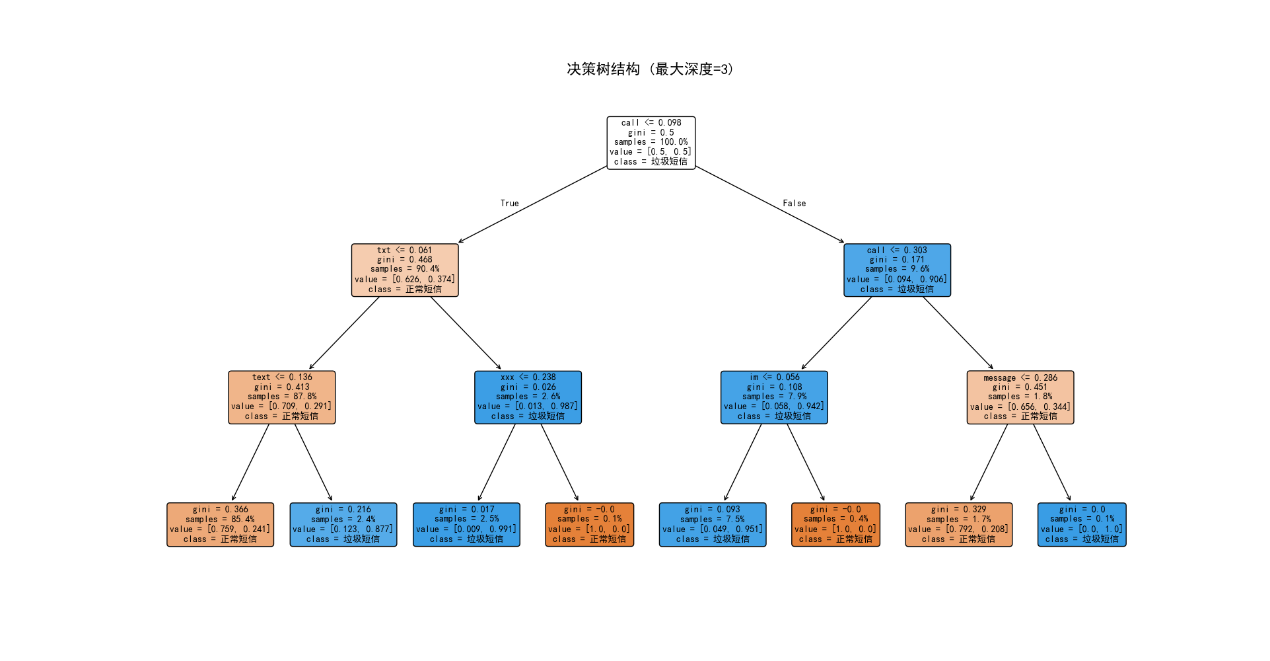 决策树结构 (最大深度=3)
call <= 0.098
gini = 0.5
samples = 100.0%
value = [0.5, 0.5]
class = 垃圾短信
True
False
txt <= 0.061
gini = 0.468
samples = 90.4%
value = [0.626, 0.374]
class = 正常短信
call <= 0.303
gini = 0.171
samples = 9.6%
value = [0.094, 0.906]
class = 垃圾短信
text <= 0.136
gini = 0.413
samples = 87.8%
value = [0.709, 0.291]
class = 正常短信
xxx <= 0.238
gini = 0.026
samples = 2.6%
value = [0.013, 0.987]
class = 垃圾短信
im <= 0.056
gini = 0.108
samples = 7.9%
value = [0.058, 0.942]
class = 垃圾短信
message <= 0.286
gini = 0.451
samples = 1.8%
value = [0.656, 0.344]
class = 正常短信
gini = 0.366
samples = 85.4%
value = [0.759, 0.241]
class = 正常短信
gini = 0.216
samples = 2.4%
value = [0.123, 0.877]
class = 垃圾短信
gini = 0.017
samples = 2.5%
value = [0.009, 0.991]
class = 垃圾短信
gini = -0.0
samples = 0.1%
value = [1.0, 0.0]
class = 正常短信
gini = 0.093
samples = 7.5%
value = [0.049, 0.951]
class = 垃圾短信
gini = -0.0
samples = 0.4%
value = [1.0, 0.0]
class = 正常短信
gini = 0.329
samples = 1.7%
value = [0.792, 0.208]
class = 正常短信
gini = 0.0
samples = 0.1%
value = [0.0, 1.0]
class = 垃圾短信